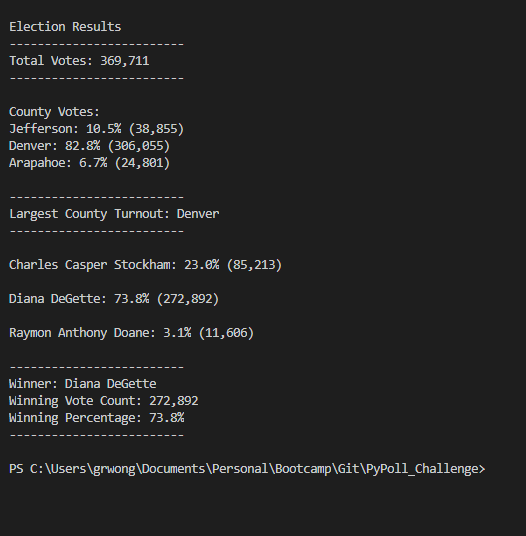 Election Results
-------------------------
Total Votes: 369,711
-------------------------
County Votes:
Jefferson: 10.5% (38,855)
Denver: 82.8% (306,055)
Arapahoe: 6.7% (24,801)
-------------------------
Largest County Turnout: Denver
-------------------------
Charles Casper Stockham: 23.0% (85,213)
Diana DeGette: 73.8% (272,892)
Raymon Anthony Doane: 3.1% (11,606)
-------------------------
Winner: Diana DeGette
Winning Vote Count: 272,892
Winning Percentage: 73.8%
-------------------------
PS C:\Users\grwong\Documents\Personal\Bootcamp\Git\PyPoll_Challenge>